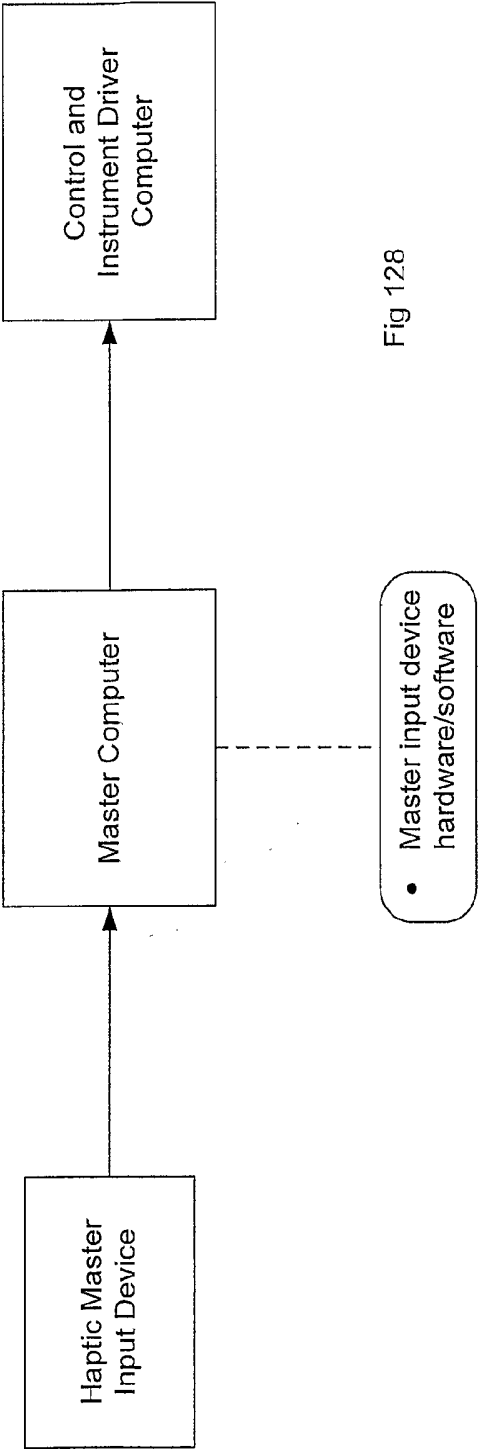 Haptic Master
Input Device
Master Computer
Control and
Instrument Driver
Computer
• Master input device
hardware/software
Fig 128